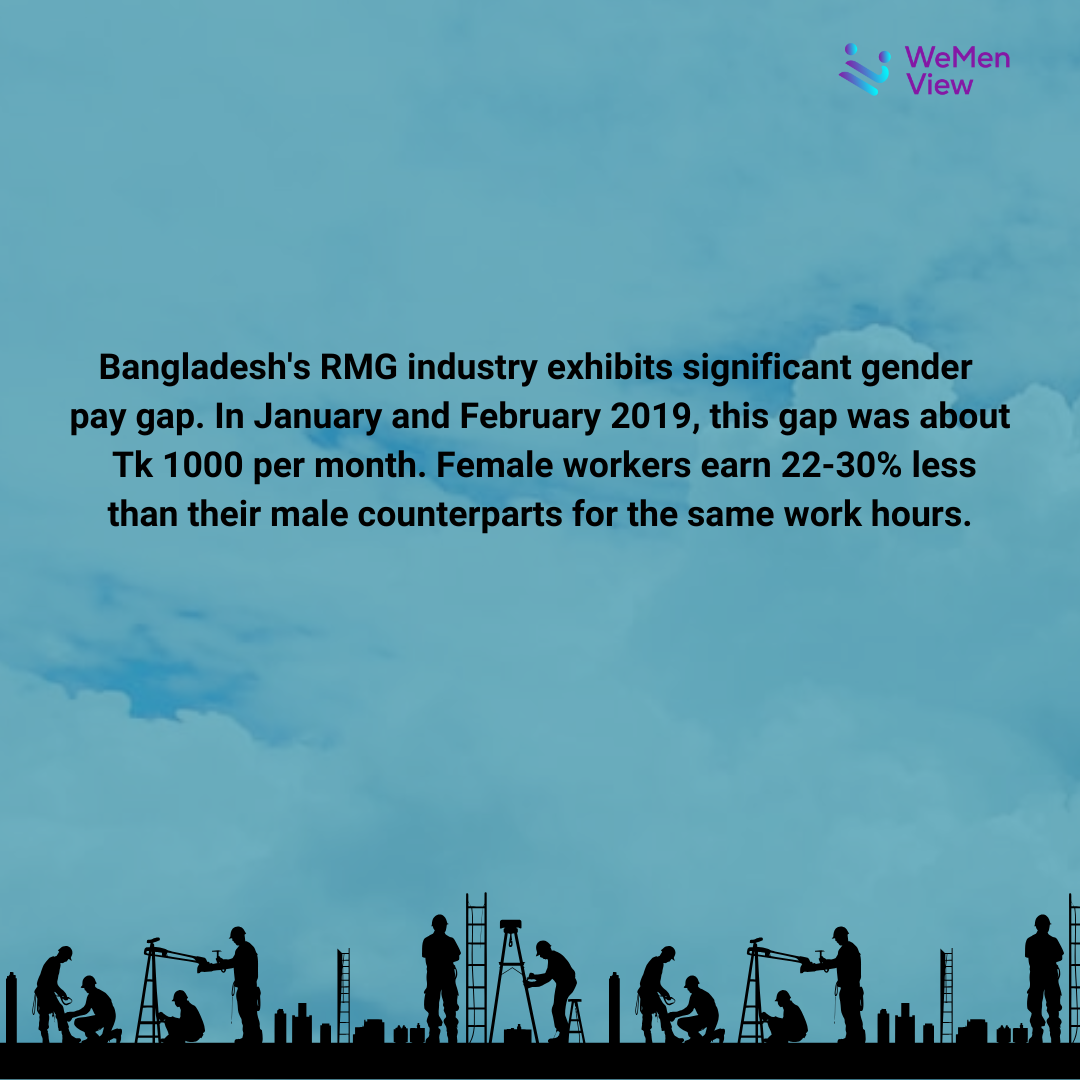 WeMen
View
Bangladesh's RMG industry exhibits significant gender
pay gap. In January and February 2019, this gap was about
Tk 1000 per month. Female workers earn 22-30% less
than their male counterparts for the same work hours.